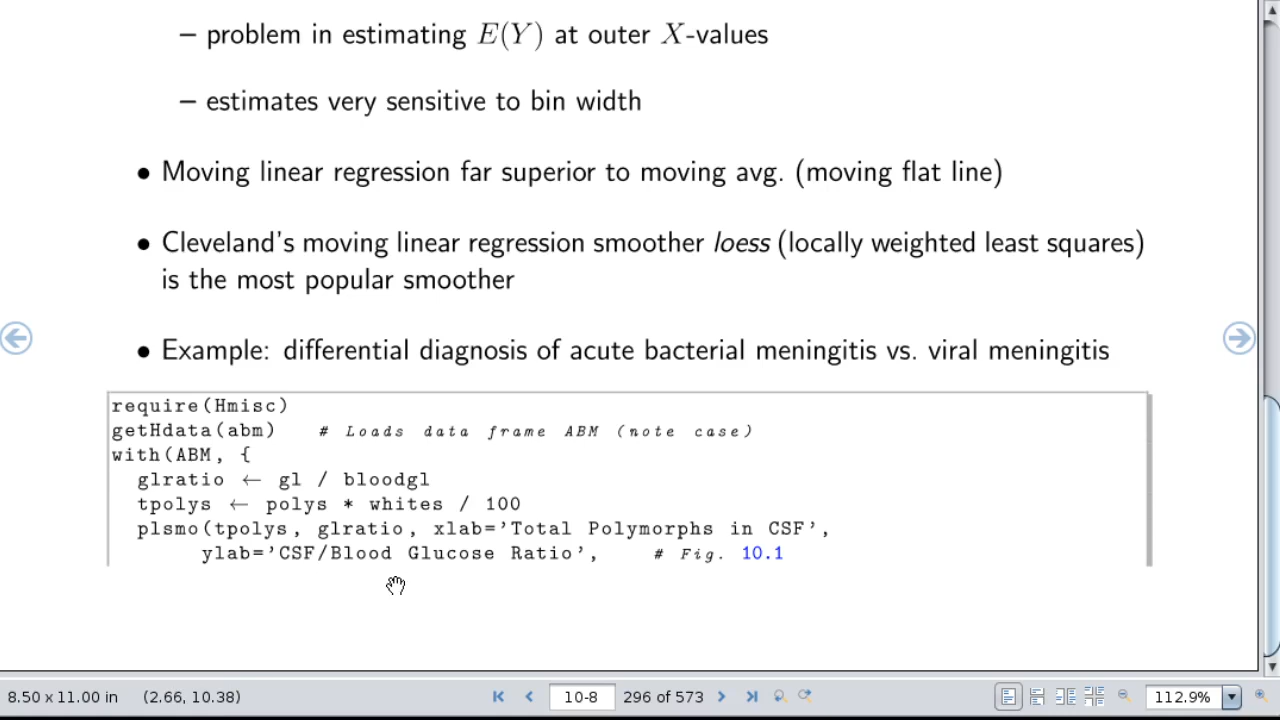 – problem in estimating E(Y) at outer X-values
– estimates very sensitive to bin width
• Moving linear regression far superior to moving avg. (moving flat line)
• Cleveland's moving linear regression smoother loess (locally weighted least squares)
is the most popular smoother
• Example: differential diagnosis of acute bacterial meningitis vs. viral meningitis
require(Hmisc)
getHdata(abm) # Loads data frame ABM (note case)
with(ABM, {
glratio ← gl / bloodgl
tpolys ← polys * whites / 100
plsmo(tpolys, glratio, xlab='Total Polymorphs in CSF',
ylab='CSF/Blood Glucose Ratio', # Fig. 10.1
8.50 x 11.00 in (2.66, 10.38) 10-8 296 of 573 112.9%